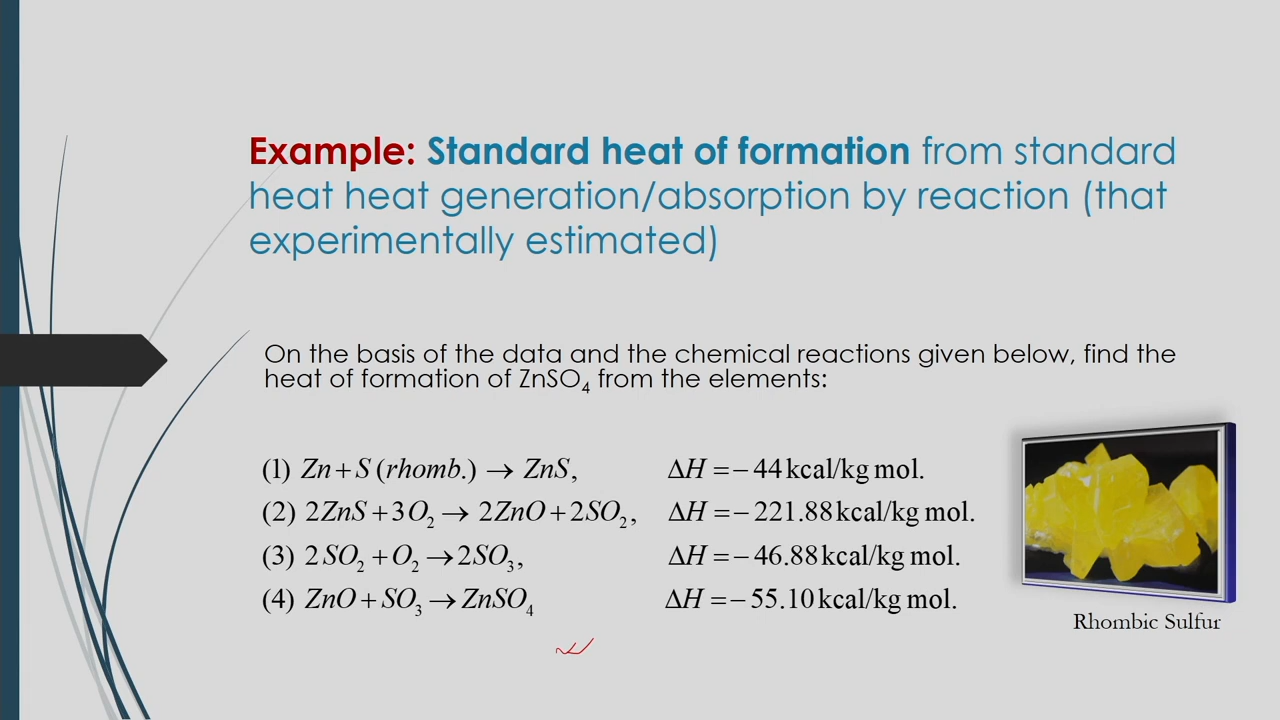 Example: Standard heat of formation from standard
heat heat generation/absorption by reaction (that
experimentally estimated)
On the basis of the data and the chemical reactions given below, find the
heat of formation of ZnSO₄ from the elements:
(1) Zn + S (rhomb.) → ZnS, ΔH = − 44 kcal/kg mol.
(2) 2ZnS + 3O₂ → 2ZnO + 2SO₂, ΔH = − 221.88 kcal/kg mol.
(3) 2SO₂ + O₂ → 2SO₃, ΔH = − 46.88 kcal/kg mol.
(4) ZnO + SO₃ → ZnSO₄ ΔH = − 55.10 kcal/kg mol.
Rhombic Sulfur